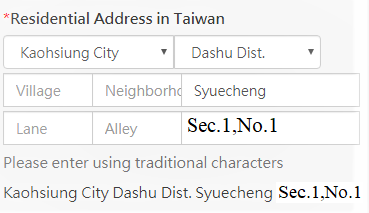 *Residential Address in Taiwan
Kaohsiung City Dashu Dist.
Village Neighborho Syuecheng
Lane Alley Sec.1,No.1
Please enter using traditional characters
Kaohsiung City Dashu Dist. Syuecheng Sec.1,No.1